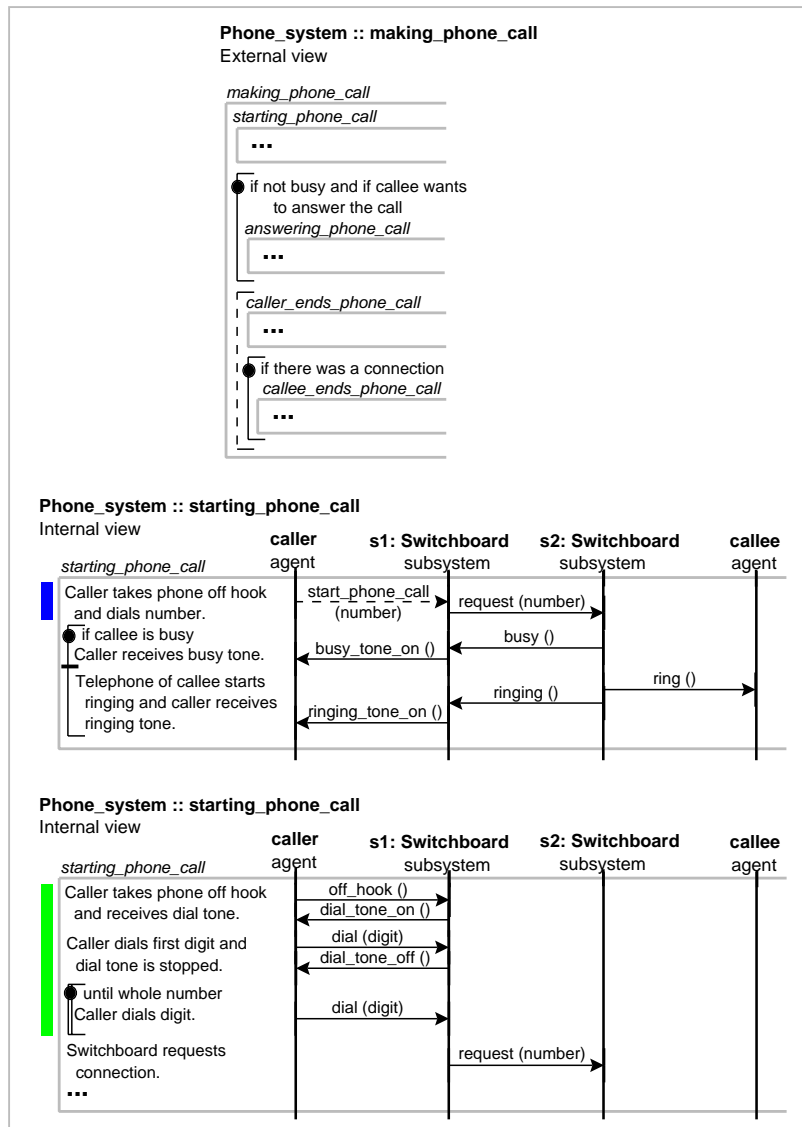 Phone_system :: making_phone_call
External view
making_phone_call
starting_phone_call
...
if not busy and if callee wants
to answer the call
answering_phone_call
...
caller_ends_phone_call
...
if there was a connection
callee_ends_phone_call
...
Phone_system :: starting_phone_call
Internal view
caller s1: Switchboard s2: Switchboard callee
starting_phone_call agent subsystem subsystem agent
Caller takes phone off hook start_phone_call request (number)
and dials number. (number)
if callee is busy busy ()
Caller receives busy tone. busy_tone_on ()
Telephone of callee starts ring ()
ringing and caller receives ringing ()
ringing tone. ringing_tone_on ()
Phone_system :: starting_phone_call
Internal view
caller s1: Switchboard s2: Switchboard callee
starting_phone_call agent subsystem subsystem agent
Caller takes phone off hook off_hook ()
and receives dial tone. dial_tone_on ()
Caller dials first digit and dial (digit)
dial tone is stopped. dial_tone_off ()
until whole number
Caller dials digit. dial (digit)
Switchboard requests request (number)
connection.
...